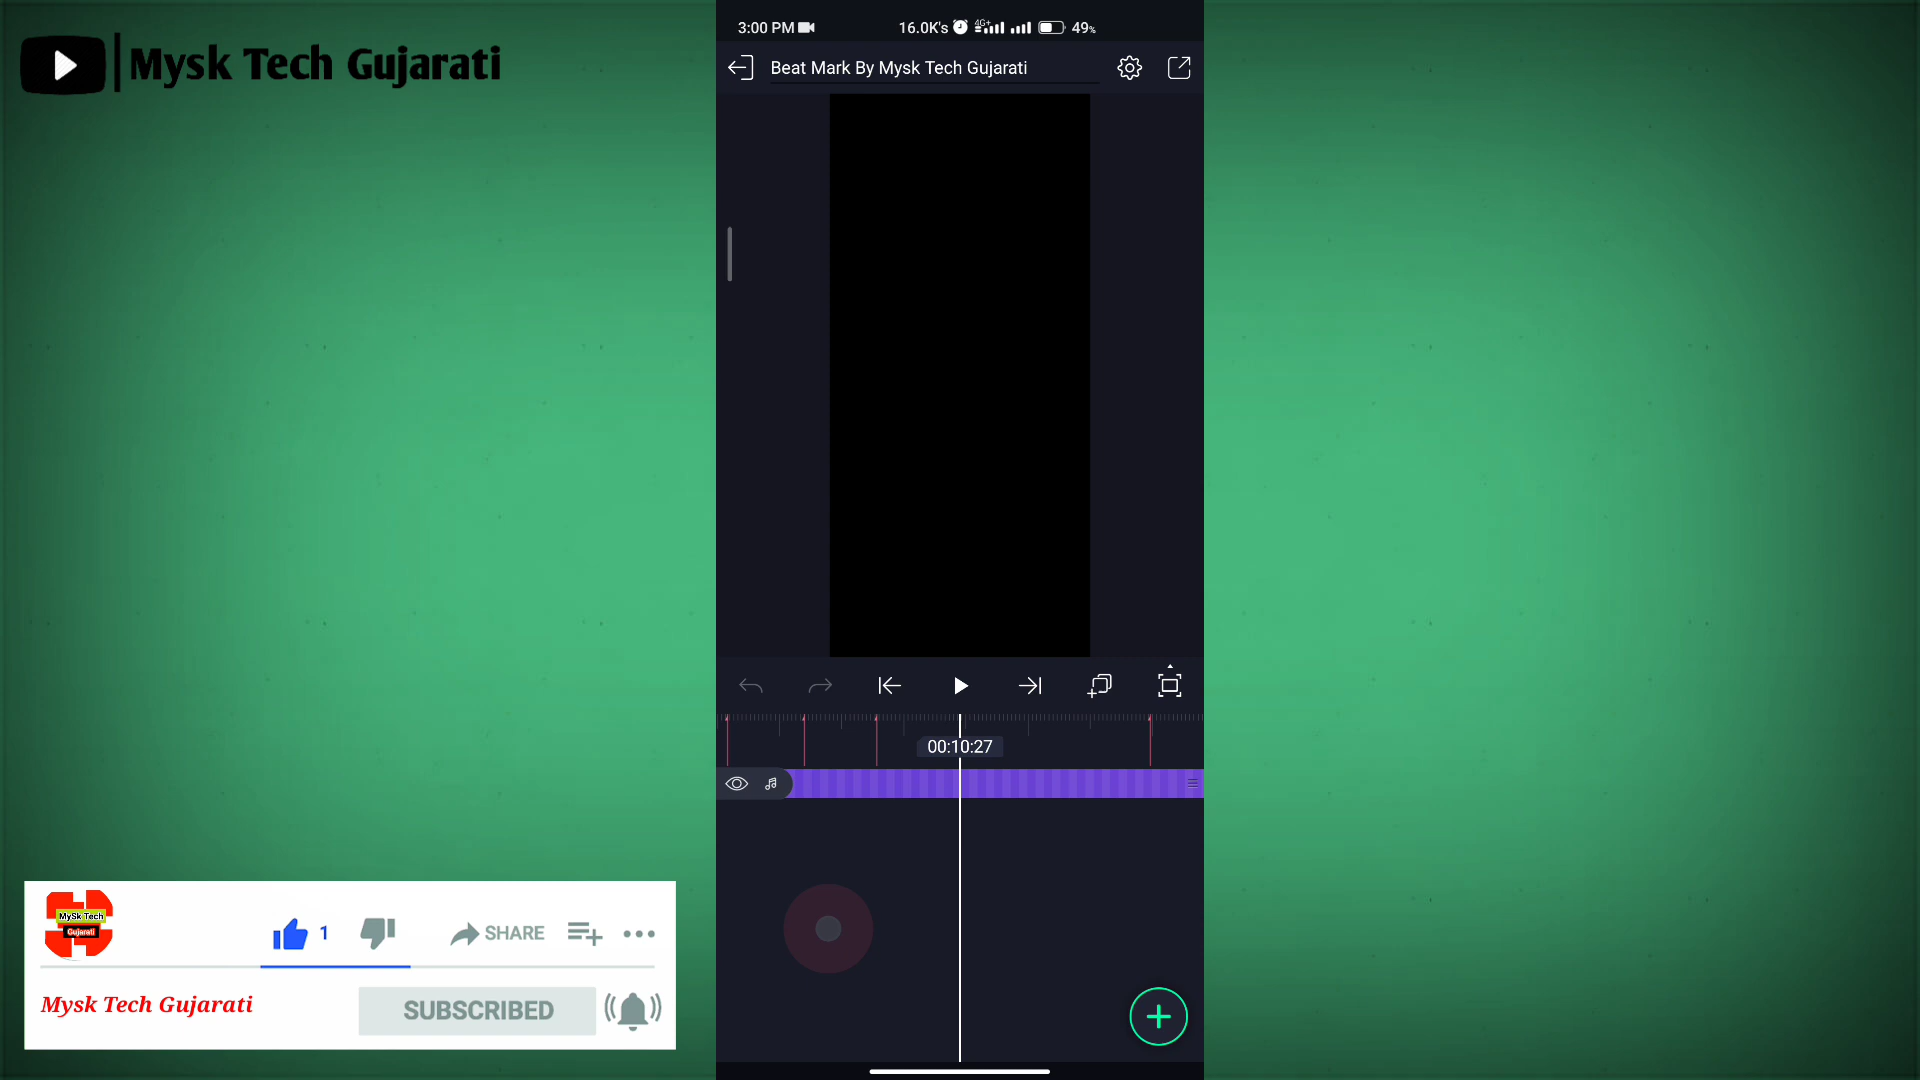 Mysk Tech Gujarati
3:00 PM
16.0K's
4G+
49%
Beat Mark By Mysk Tech Gujarati
00:10:27
MySk Tech
Gujarati
1
SHARE
Mysk Tech Gujarati
SUBSCRIBED